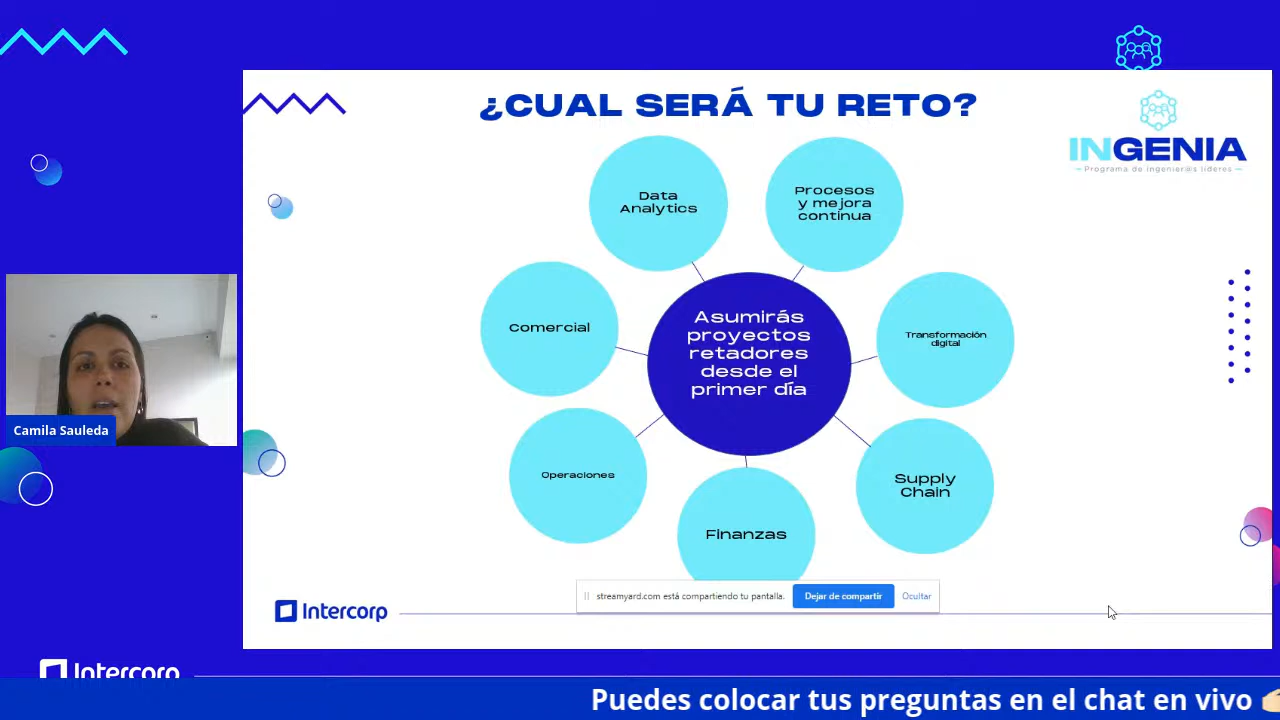 ¿CUAL SERÁ TU RETO?
INGENIA
Programa de ingenier@s líderes
Data
Analytics
Procesos
y mejora
contínua
Comercial
Asumirás
proyectos
retadores
desde el
primer día
Transformación
digital
Operaciones
Supply
Chain
Finanzas
Camila Sauleda
streamyard.com está compartiendo tu pantalla.
Dejar de compartir
Ocultar
Intercorp
Intercorp
Puedes colocar tus preguntas en el chat en vivo